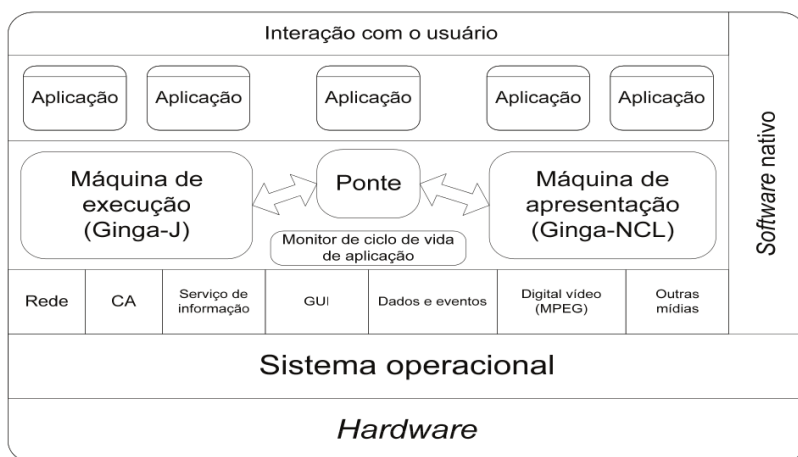 Interação com o usuário
Aplicação
Aplicação
Aplicação
Aplicação
Aplicação
Máquina de
execução
(Ginga-J)
Ponte
Máquina de
apresentação
(Ginga-NCL)
Monitor de ciclo de vida
de aplicação
Rede
CA
Serviço de
informação
GUI
Dados e eventos
Digital vídeo
(MPEG)
Outras
mídias
Software nativo
Sistema operacional
Hardware